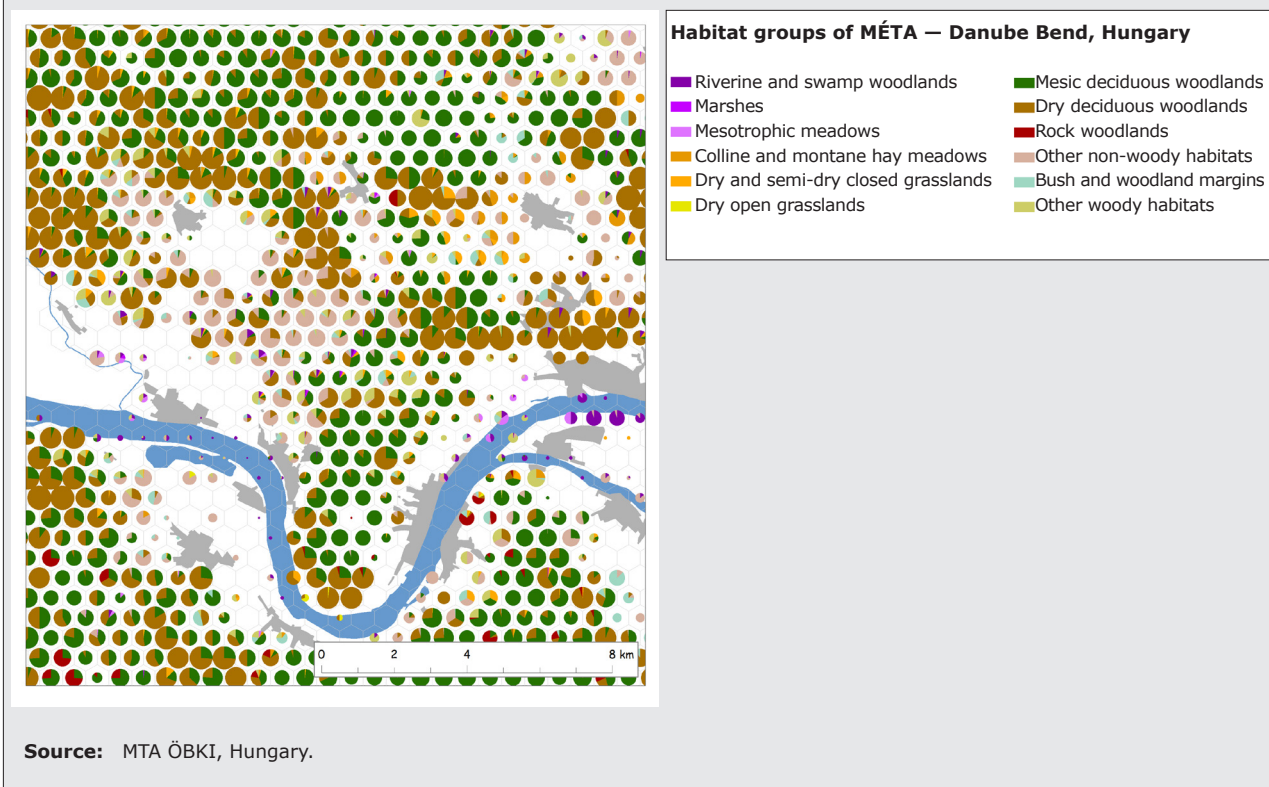 Habitat groups of MÉTA — Danube Bend, Hungary
Riverine and swamp woodlands
Marshes
Mesotrophic meadows
Colline and montane hay meadows
Dry and semi-dry closed grasslands
Dry open grasslands
Mesic deciduous woodlands
Dry deciduous woodlands
Rock woodlands
Other non-woody habitats
Bush and woodland margins
Other woody habitats
0 2 4 8 km
Source: MTA ÖBKI, Hungary.